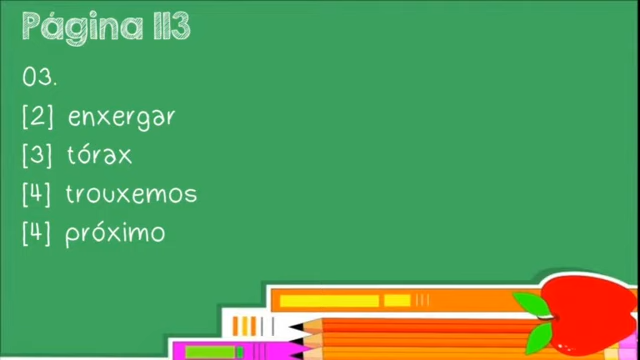 Página 113
03.
[2] enxergar
[3] tórax
[4] trouxemos
[4] próximo